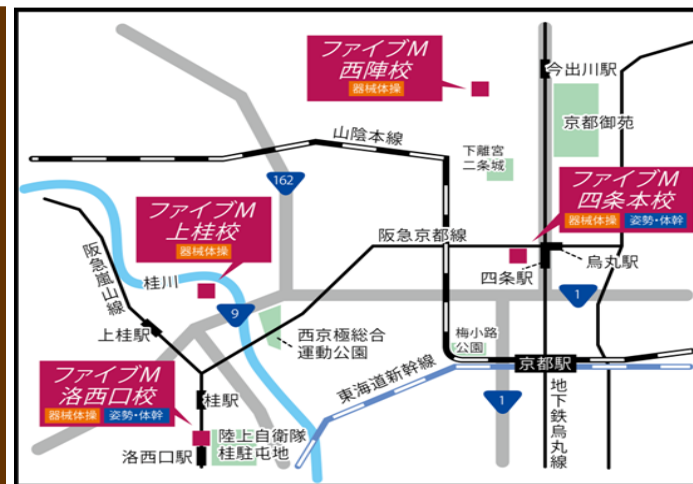 ファイブM
西陣校
器械体操
今出川駅
京都御苑
山陰本線
下離宮
二条城
162
ファイブM
四条本校
器械体操 姿勢・体幹
ファイブM
上桂校
器械体操
阪急京都線
阪急嵐山線
桂川
四条駅
烏丸駅
1
9
上桂駅
西京極総合
運動公園
梅小路
公園
京都駅
東海道新幹線
1
地下鉄烏丸線
ファイブM
洛西口校
器械体操 姿勢・体幹
桂駅
陸上自衛隊
桂駐屯地
洛西口駅